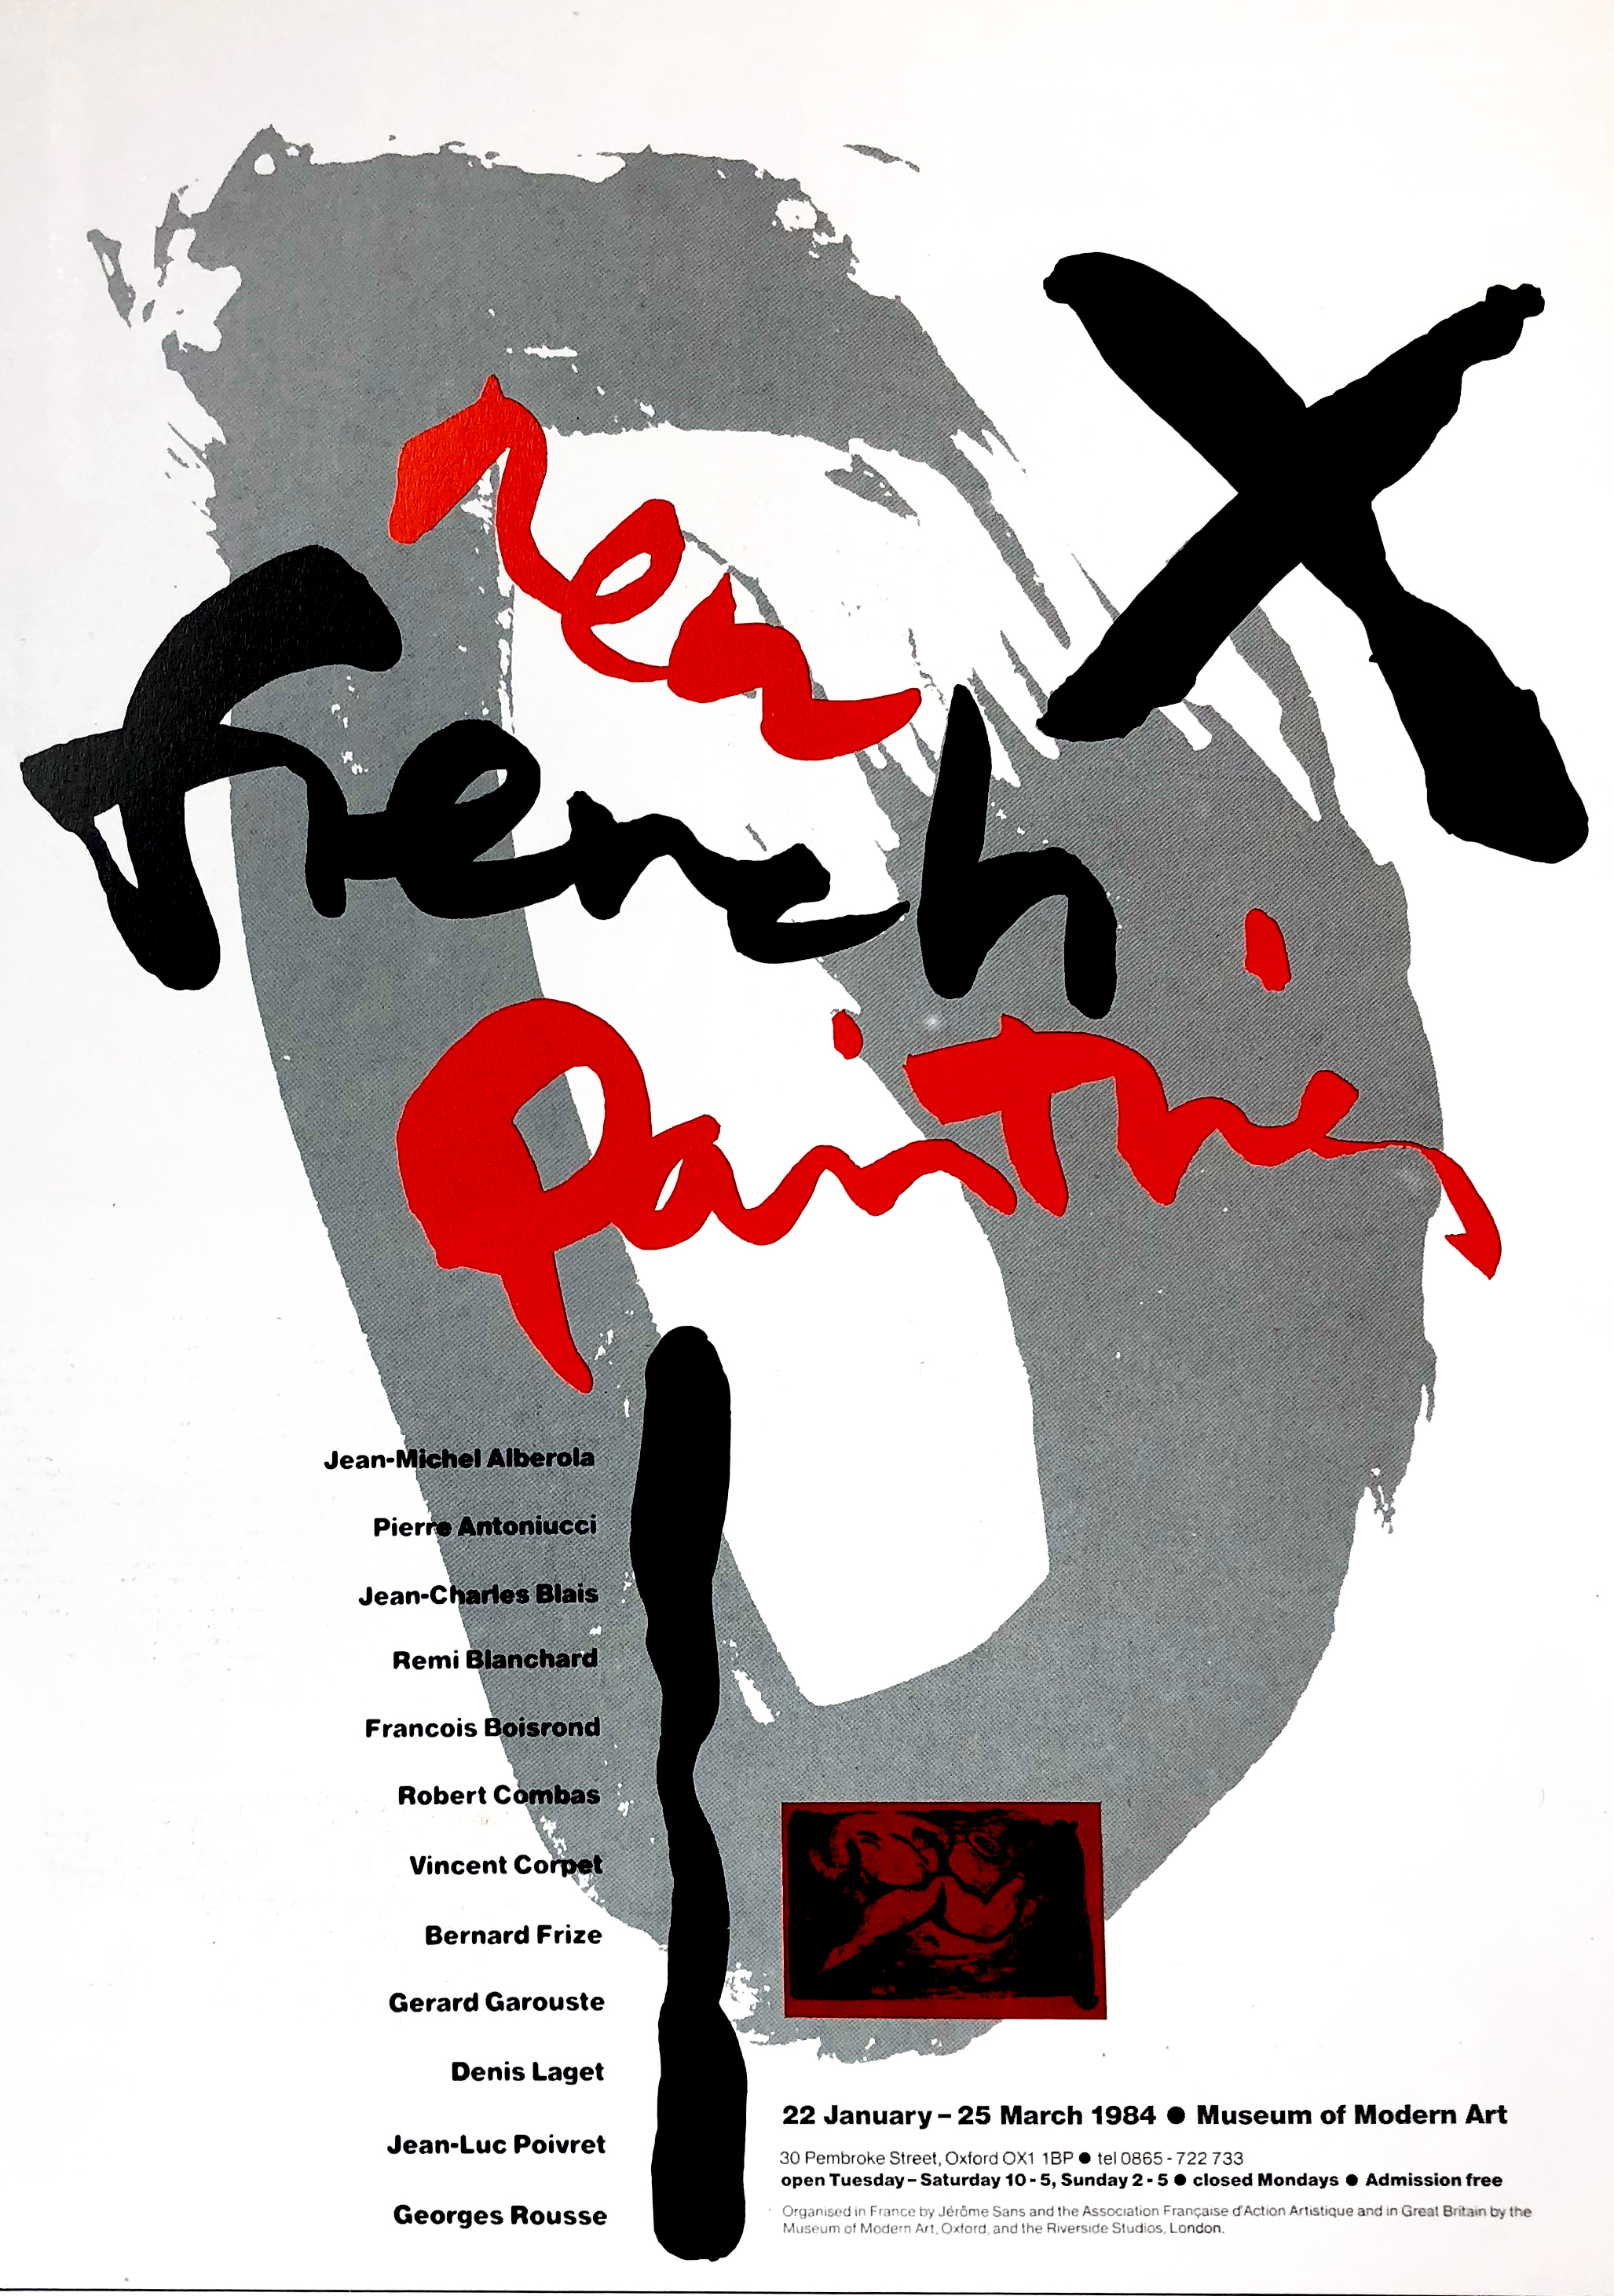 new
French
Painting
Jean-Michel Alberola
Pierre Antoniucci
Jean-Charles Blais
Remi Blanchard
Francois Boisrond
Robert Combas
Vincent Corpet
Bernard Frize
Gerard Garouste
Denis Laget
Jean-Luc Poivret
Georges Rousse
22 January – 25 March 1984 ● Museum of Modern Art
30 Pembroke Street, Oxford OX1 1BP ● tel 0865 - 722 733
open Tuesday – Saturday 10 - 5, Sunday 2 - 5 ● closed Mondays ● Admission free
Organised in France by Jérôme Sans and the Association Française d'Action Artistique and in Great Britain by the
Museum of Modern Art, Oxford, and the Riverside Studios, London.